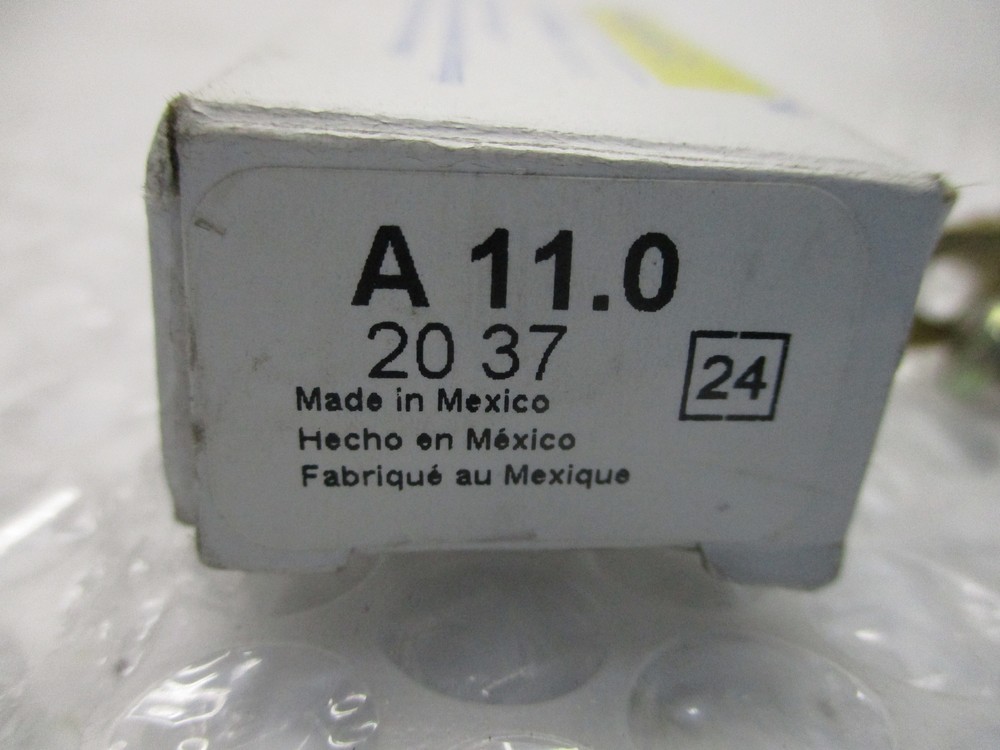 A 11.0
20 37
24
Made in Mexico
Hecho en México
Fabriqué au Mexique